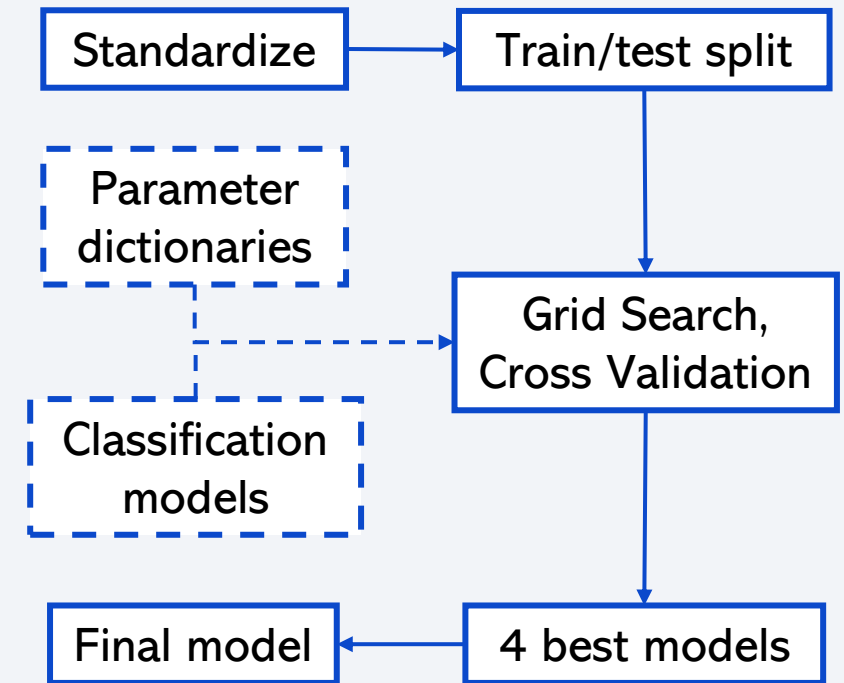 Standardize
Train/test split
Parameter
dictionaries
Grid Search,
Cross Validation
Classification
models
Final model
4 best models